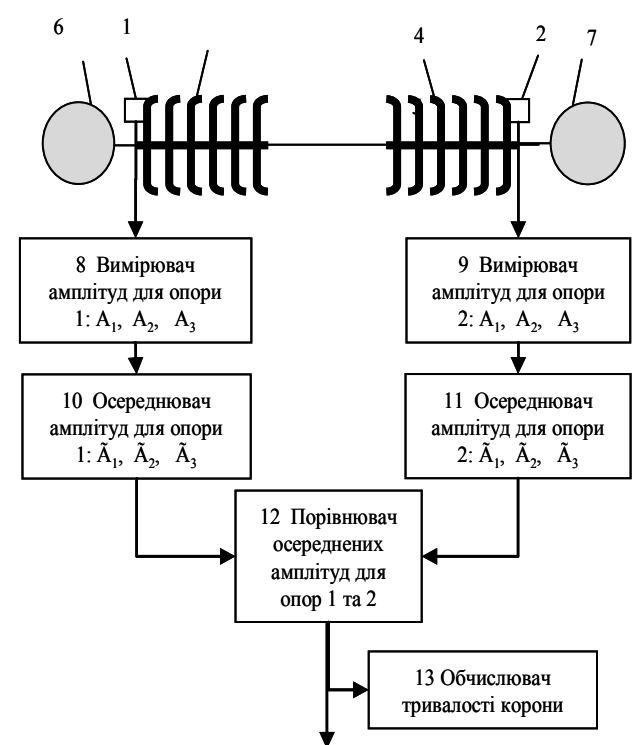 6 1 4 2 7
8 Вимірювач
амплітуд для опори
1: A₁, A₂, A₃
9 Вимірювач
амплітуд для опори
2: A₁, A₂, A₃
10 Осереднювач
амплітуд для опори
1: Ã₁, Ã₂, Ã₃
11 Осереднювач
амплітуд для опори
2: Ã₁, Ã₂, Ã₃
12 Порівнювач
осереднених
амплітуд для
опор 1 та 2
13 Обчислювач
тривалості корони